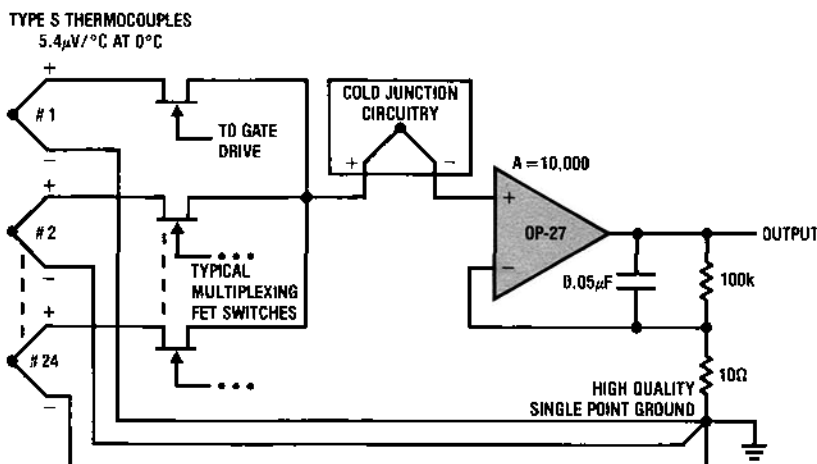 TYPE S THERMOCOUPLES
5.4µV/°C AT 0°C
+
#1
−
TO GATE
DRIVE
COLD JUNCTION
CIRCUITRY
+ −
A = 10,000
+
#2
−
TYPICAL
MULTIPLEXING
FET SWITCHES
+
OP-27
−
OUTPUT
0.05µF
100k
+
#24
−
10Ω
HIGH QUALITY
SINGLE POINT GROUND